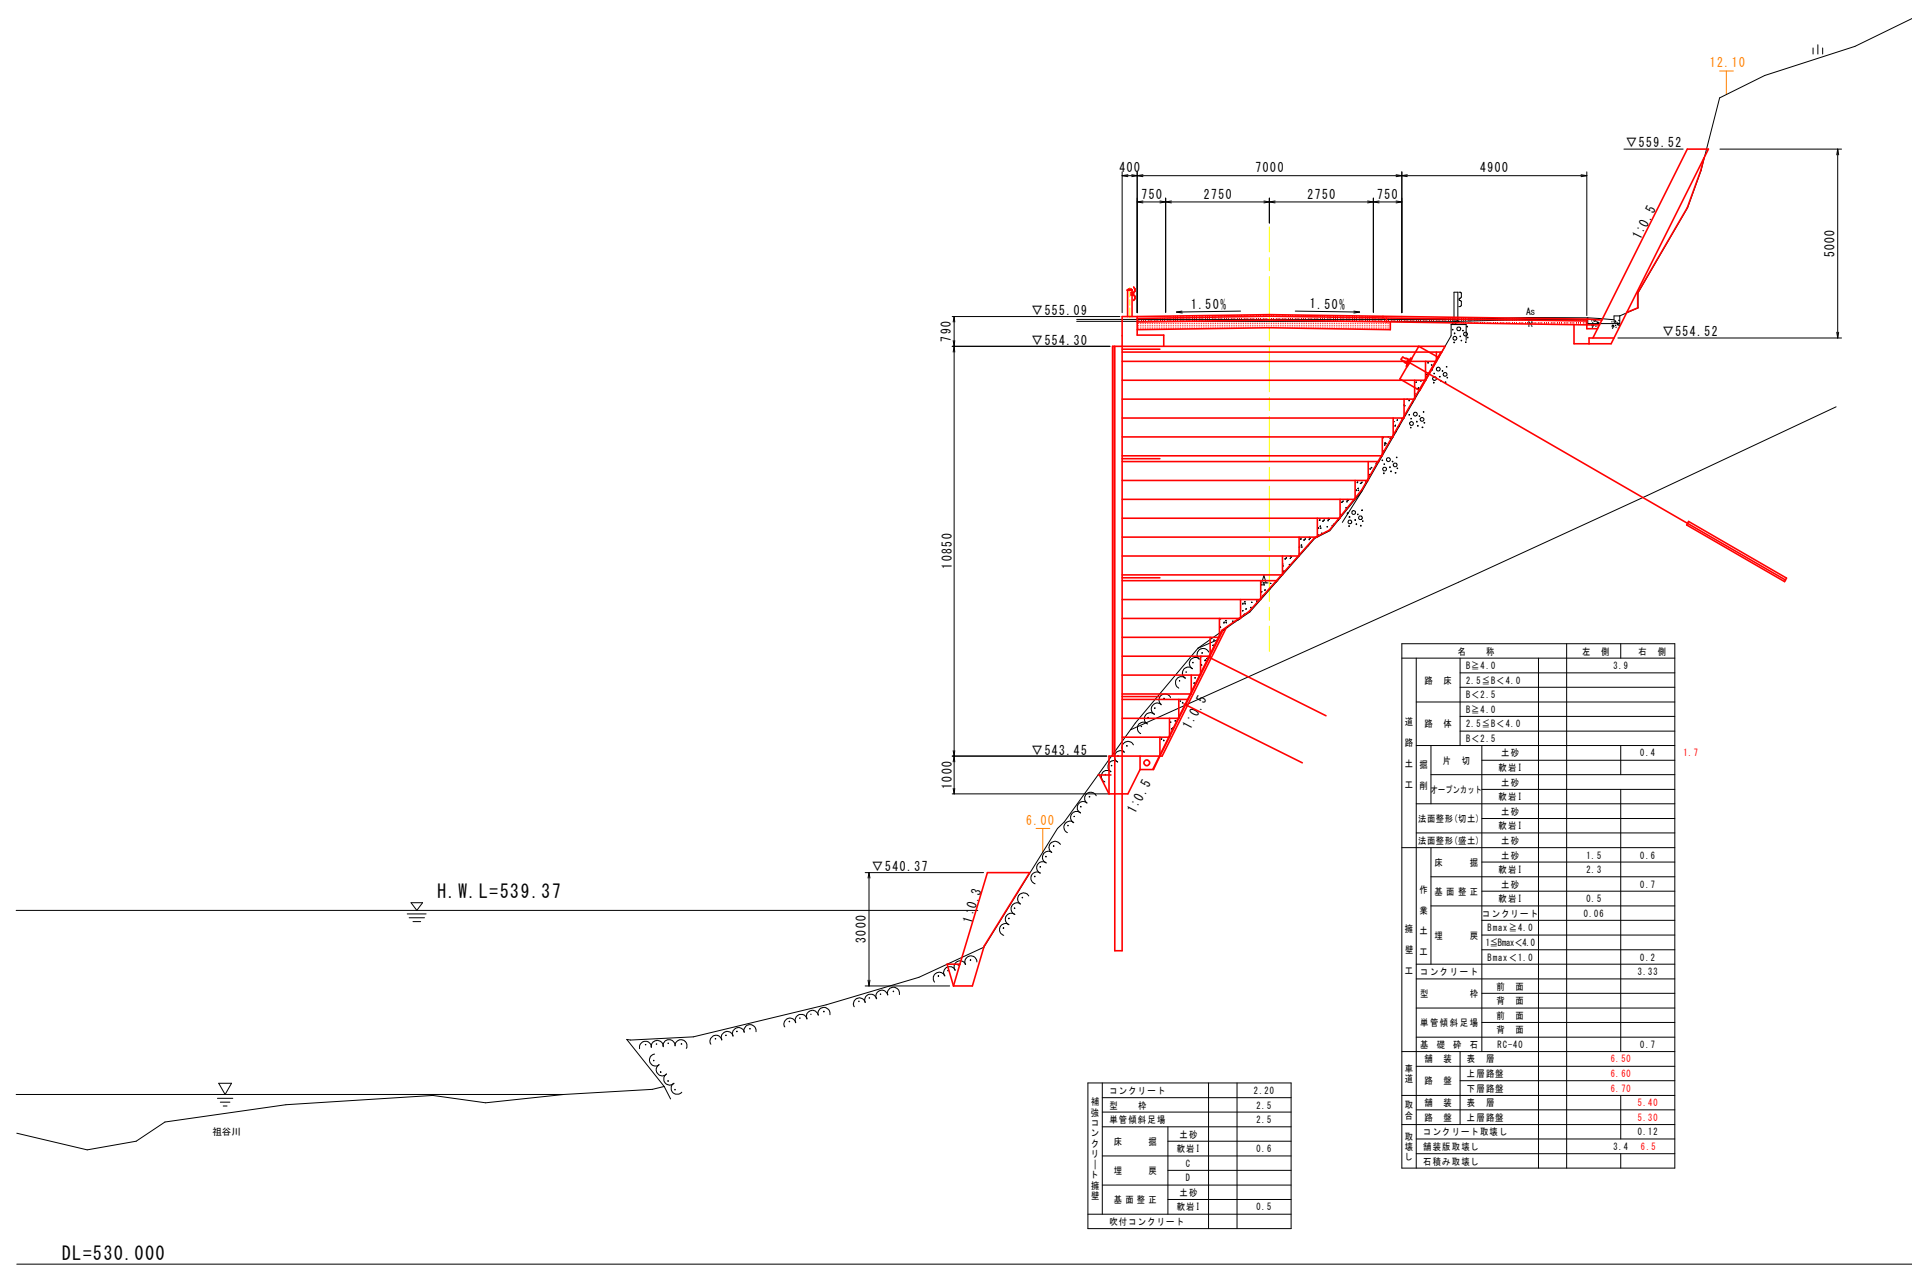 12.10
▽559.52
400
7000
4900
750
2750
2750
750
1:0.5
5000
▽555.09
1.50%
1.50%
As
▽554.52
790
▽554.30
10850
1:0.5
▽543.45
1000
1:0.5
6.00
▽540.37
H.W.L=539.37
1:0.3
3000
祖谷川
DL=530.000
名 称 左 側 右 側
道路土工
路 床 B≧4.0 3.9
2.5≦B<4.0
B<2.5
路 体 B≧4.0
2.5≦B<4.0
B<2.5
掘削 片 切 土砂 0.4 1.7
軟岩I
オープンカット 土砂
軟岩I
法面整形(切土) 土砂
軟岩I
法面整形(盛土) 土砂
擁壁工
作業土工 床 掘 土砂 1.5 0.6
軟岩I 2.3
基面整正 土砂 0.7
軟岩I 0.5
埋 戻 コンクリート 0.06
Bmax≧4.0
1≦Bmax<4.0
Bmax<1.0 0.2
コンクリート 3.33
型 枠 前 面
背 面
単管傾斜足場 前 面
背 面
基 礎 砕 石 RC-40 0.7
車道 舗 装 表 層 6.50
路 盤 上層路盤 6.60
下層路盤 6.70
取合 舗 装 表 層 5.40
路 盤 上層路盤 5.30
取壊し コンクリート取壊し 0.12
舗装版取壊し 3.4 6.5
石積み取壊し
補強コンクリート擁壁
コンクリート 2.20
型 枠 2.5
単管傾斜足場 2.5
床 掘 土砂
軟岩I 0.6
埋 戻 C
D
基面整正 土砂
軟岩I 0.5
吹付コンクリート